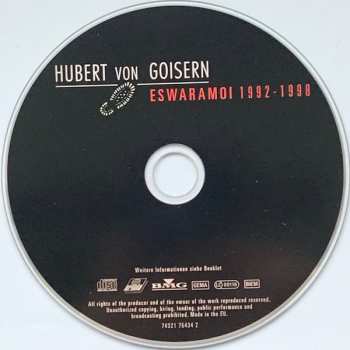 HUBERT VON GOISERN
ESWARAMOI 1992-1998
Weitere Informationen siehe Booklet
BMG GEMA LC 00116 BIEM
All rights of the producer and of the owner of the work reproduced reserved.
Unauthorized copying, hiring, lending, public performance and
broadcasting prohibited. Made in the EU.
74321 76434 2